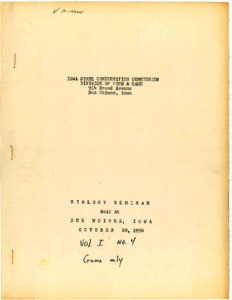 IOWA STATE CONSERVATION COMMISSION
DIVISION OF FISH & GAME
914 Grand Avenue
Des Moines, Iowa
BIOLOGY SEMINAR
Held At
DES MOINES, IOWA
OCTOBER 10, 1950
Vol. I No. 4
Game only